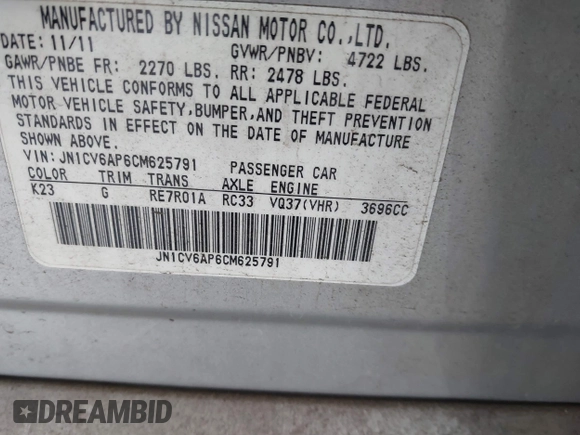 MANUFACTURED BY NISSAN MOTOR CO.,LTD.
DATE: 11/11 GVWR/PNBV: 4722 LBS.
GAWR/PNBE FR: 2270 LBS. RR: 2478 LBS.
THIS VEHICLE CONFORMS TO ALL APPLICABLE FEDERAL
MOTOR VEHICLE SAFETY,BUMPER,AND THEFT PREVENTION
STANDARDS IN EFFECT ON THE DATE OF MANUFACTURE
SHOWN ABOVE.
VIN: JN1CV6AP6CM625791 PASSENGER CAR
COLOR TRIM TRANS AXLE ENGINE
K23 G RE7R01A RC33 VQ37(VHR) 3696CC
JN1CV6AP6CM625791
DREAMBID